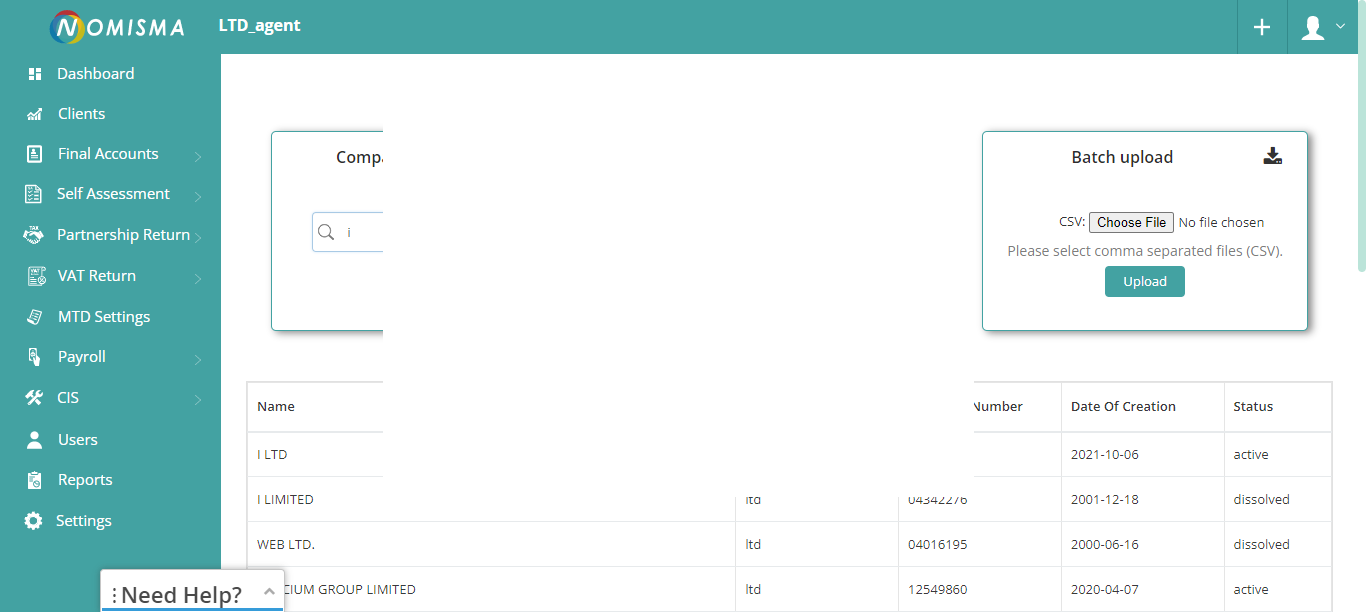 NOMISMA LTD_agent
Dashboard
Clients
Final Accounts
Self Assessment
Partnership Return
VAT Return
MTD Settings
Payroll
CIS
Users
Reports
Settings
Need Help?
i
Batch upload
CSV: Choose File No file chosen
Please select comma separated files (CSV).
Upload
Name Number Date Of Creation Status
I LTD 2021-10-06 active
I LIMITED ltd 04342276 2001-12-18 dissolved
WEB LTD. ltd 04016195 2000-06-16 dissolved
CIUM GROUP LIMITED ltd 12549860 2020-04-07 active